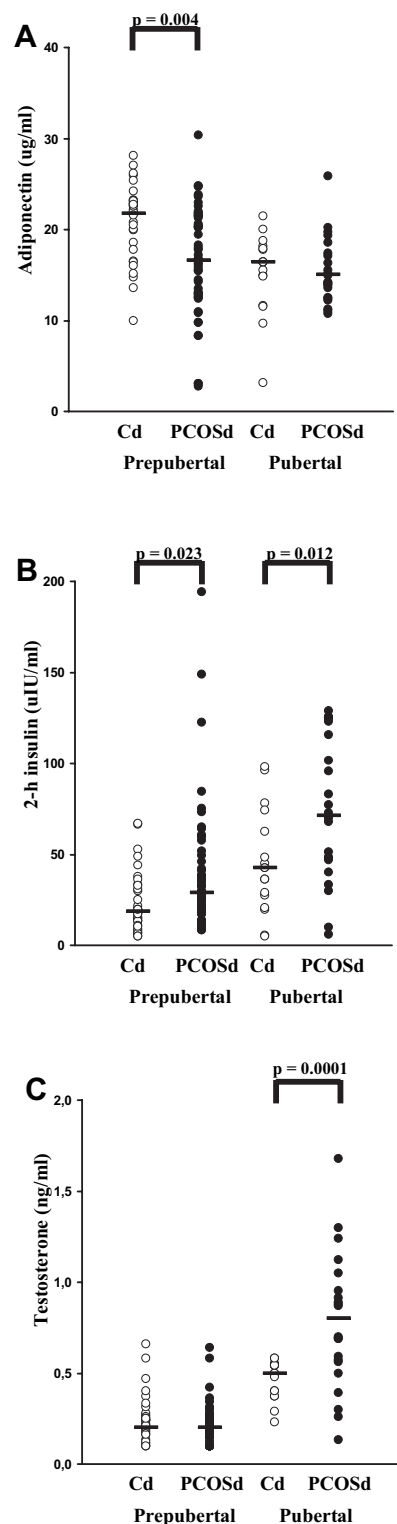 A
p = 0.004
Adiponectin (ug/ml)
40
30
20
10
0
Cd PCOSd Cd PCOSd
Prepubertal Pubertal
B
p = 0.023 p = 0.012
2-h insulin (uIU/ml)
200
150
100
50
0
Cd PCOSd Cd PCOSd
Prepubertal Pubertal
C
p = 0.0001
Testosterone (ng/ml)
2,0
1,5
1,0
0,5
0,0
Cd PCOSd Cd PCOSd
Prepubertal Pubertal